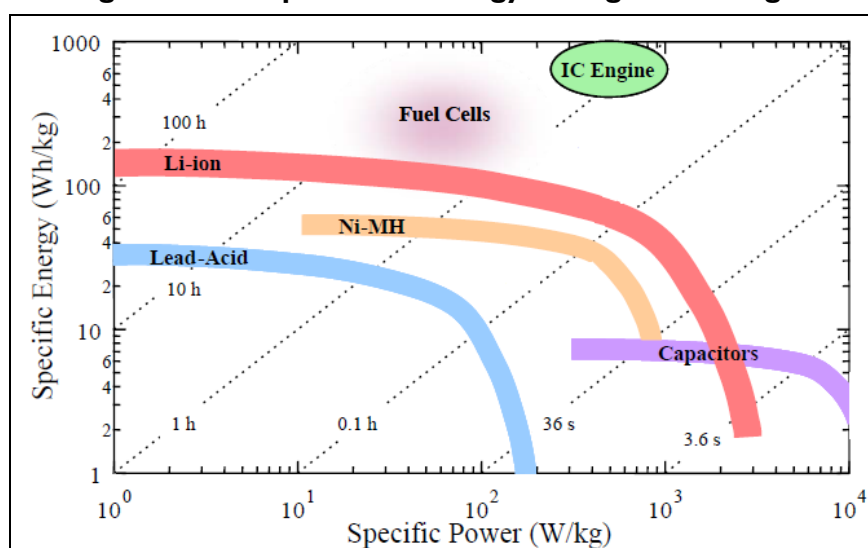 1000
IC Engine
6
4
Fuel Cells
100 h
2
Li-ion
100
6
Ni-MH
4
Lead-Acid
2
10 h
10
Capacitors
6
4
2
1 h
0.1 h
36 s
3.6 s
1
10⁰
10¹
10²
10³
10⁴
Specific Power (W/kg)
Specific Energy (Wh/kg)